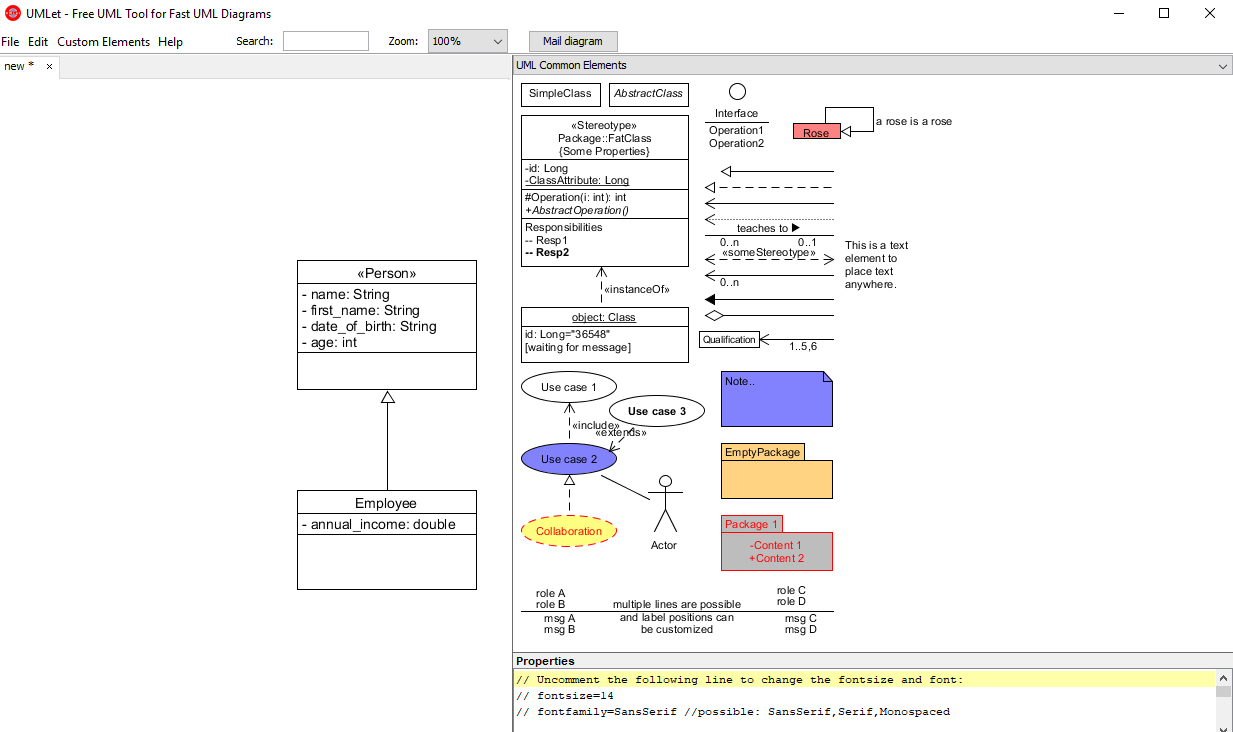 UMLet - Free UML Tool for Fast UML Diagrams
File Edit Custom Elements Help Search: Zoom: 100% Mail diagram
new *
«Person»
- name: String
- first_name: String
- date_of_birth: String
- age: int
Employee
- annual_income: double
UML Common Elements
SimpleClass
AbstractClass
«Stereotype»
Package::FatClass
{Some Properties}
-id: Long
-ClassAttribute: Long
#Operation(i: int): int
+AbstractOperation()
Responsibilities
-- Resp1
-- Resp2
«instanceOf»
object: Class
id: Long="36548"
[waiting for message]
Interface
Operation1
Operation2
Rose
a rose is a rose
teaches to
0..n 0..1
«someStereotype»
0..n
This is a text
element to
place text
anywhere.
Qualification
1..5,6
Use case 1
Use case 3
«include»
«extends»
Use case 2
Collaboration
Actor
Note..
EmptyPackage
Package 1
-Content 1
+Content 2
role A
role B
msg A
msg B
multiple lines are possible
and label positions can
be customized
role C
role D
msg C
msg D
Properties
// Uncomment the following line to change the fontsize and font:
// fontsize=14
// fontfamily=SansSerif //possible: SansSerif,Serif,Monospaced